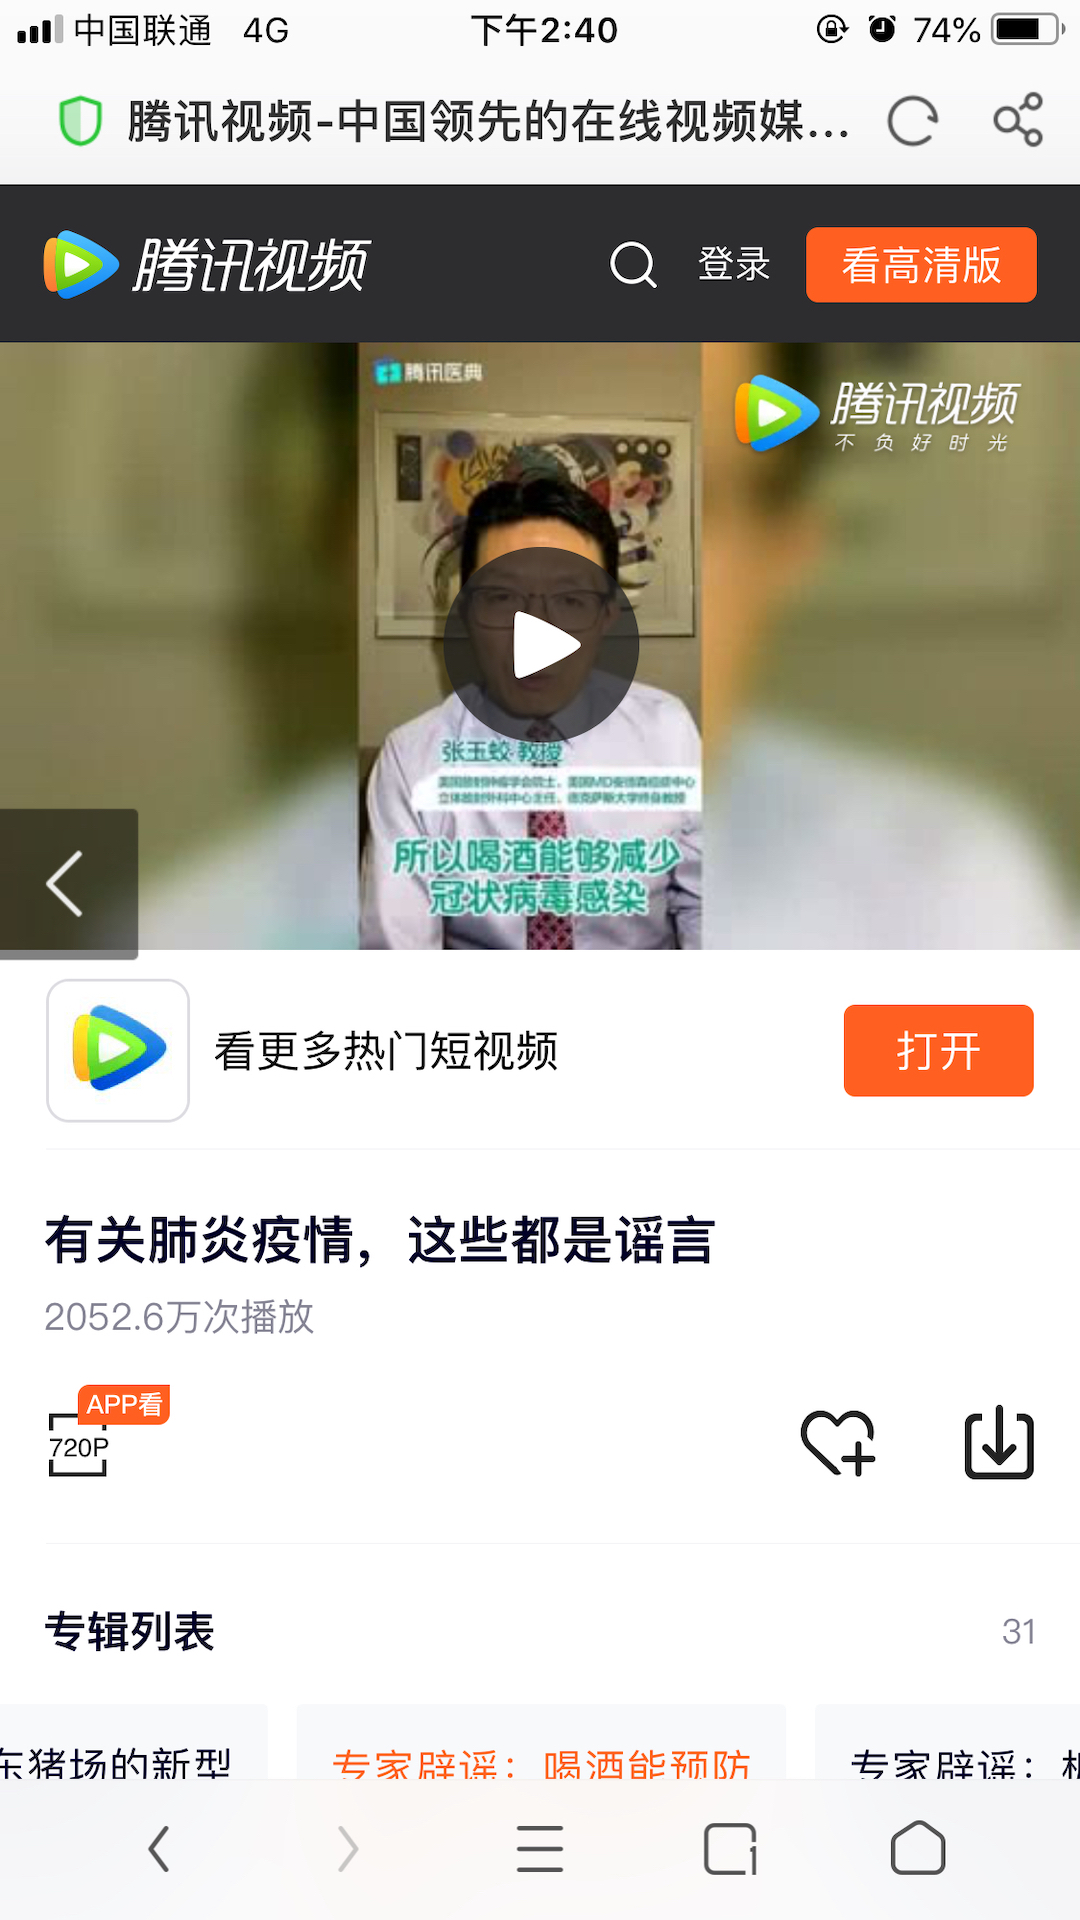 中国联通 4G 下午2:40 74%
腾讯视频-中国领先的在线视频媒...
腾讯视频 登录 看高清版
腾讯医典
腾讯视频
不负好时光
张玉蛟 教授
所以喝酒能够减少
冠状病毒感染
看更多热门短视频 打开
有关肺炎疫情，这些都是谣言
2052.6万次播放
APP看
720P
专辑列表 31
东猪场的新型 专家辟谣：喝酒能预防 专家辟谣：
1